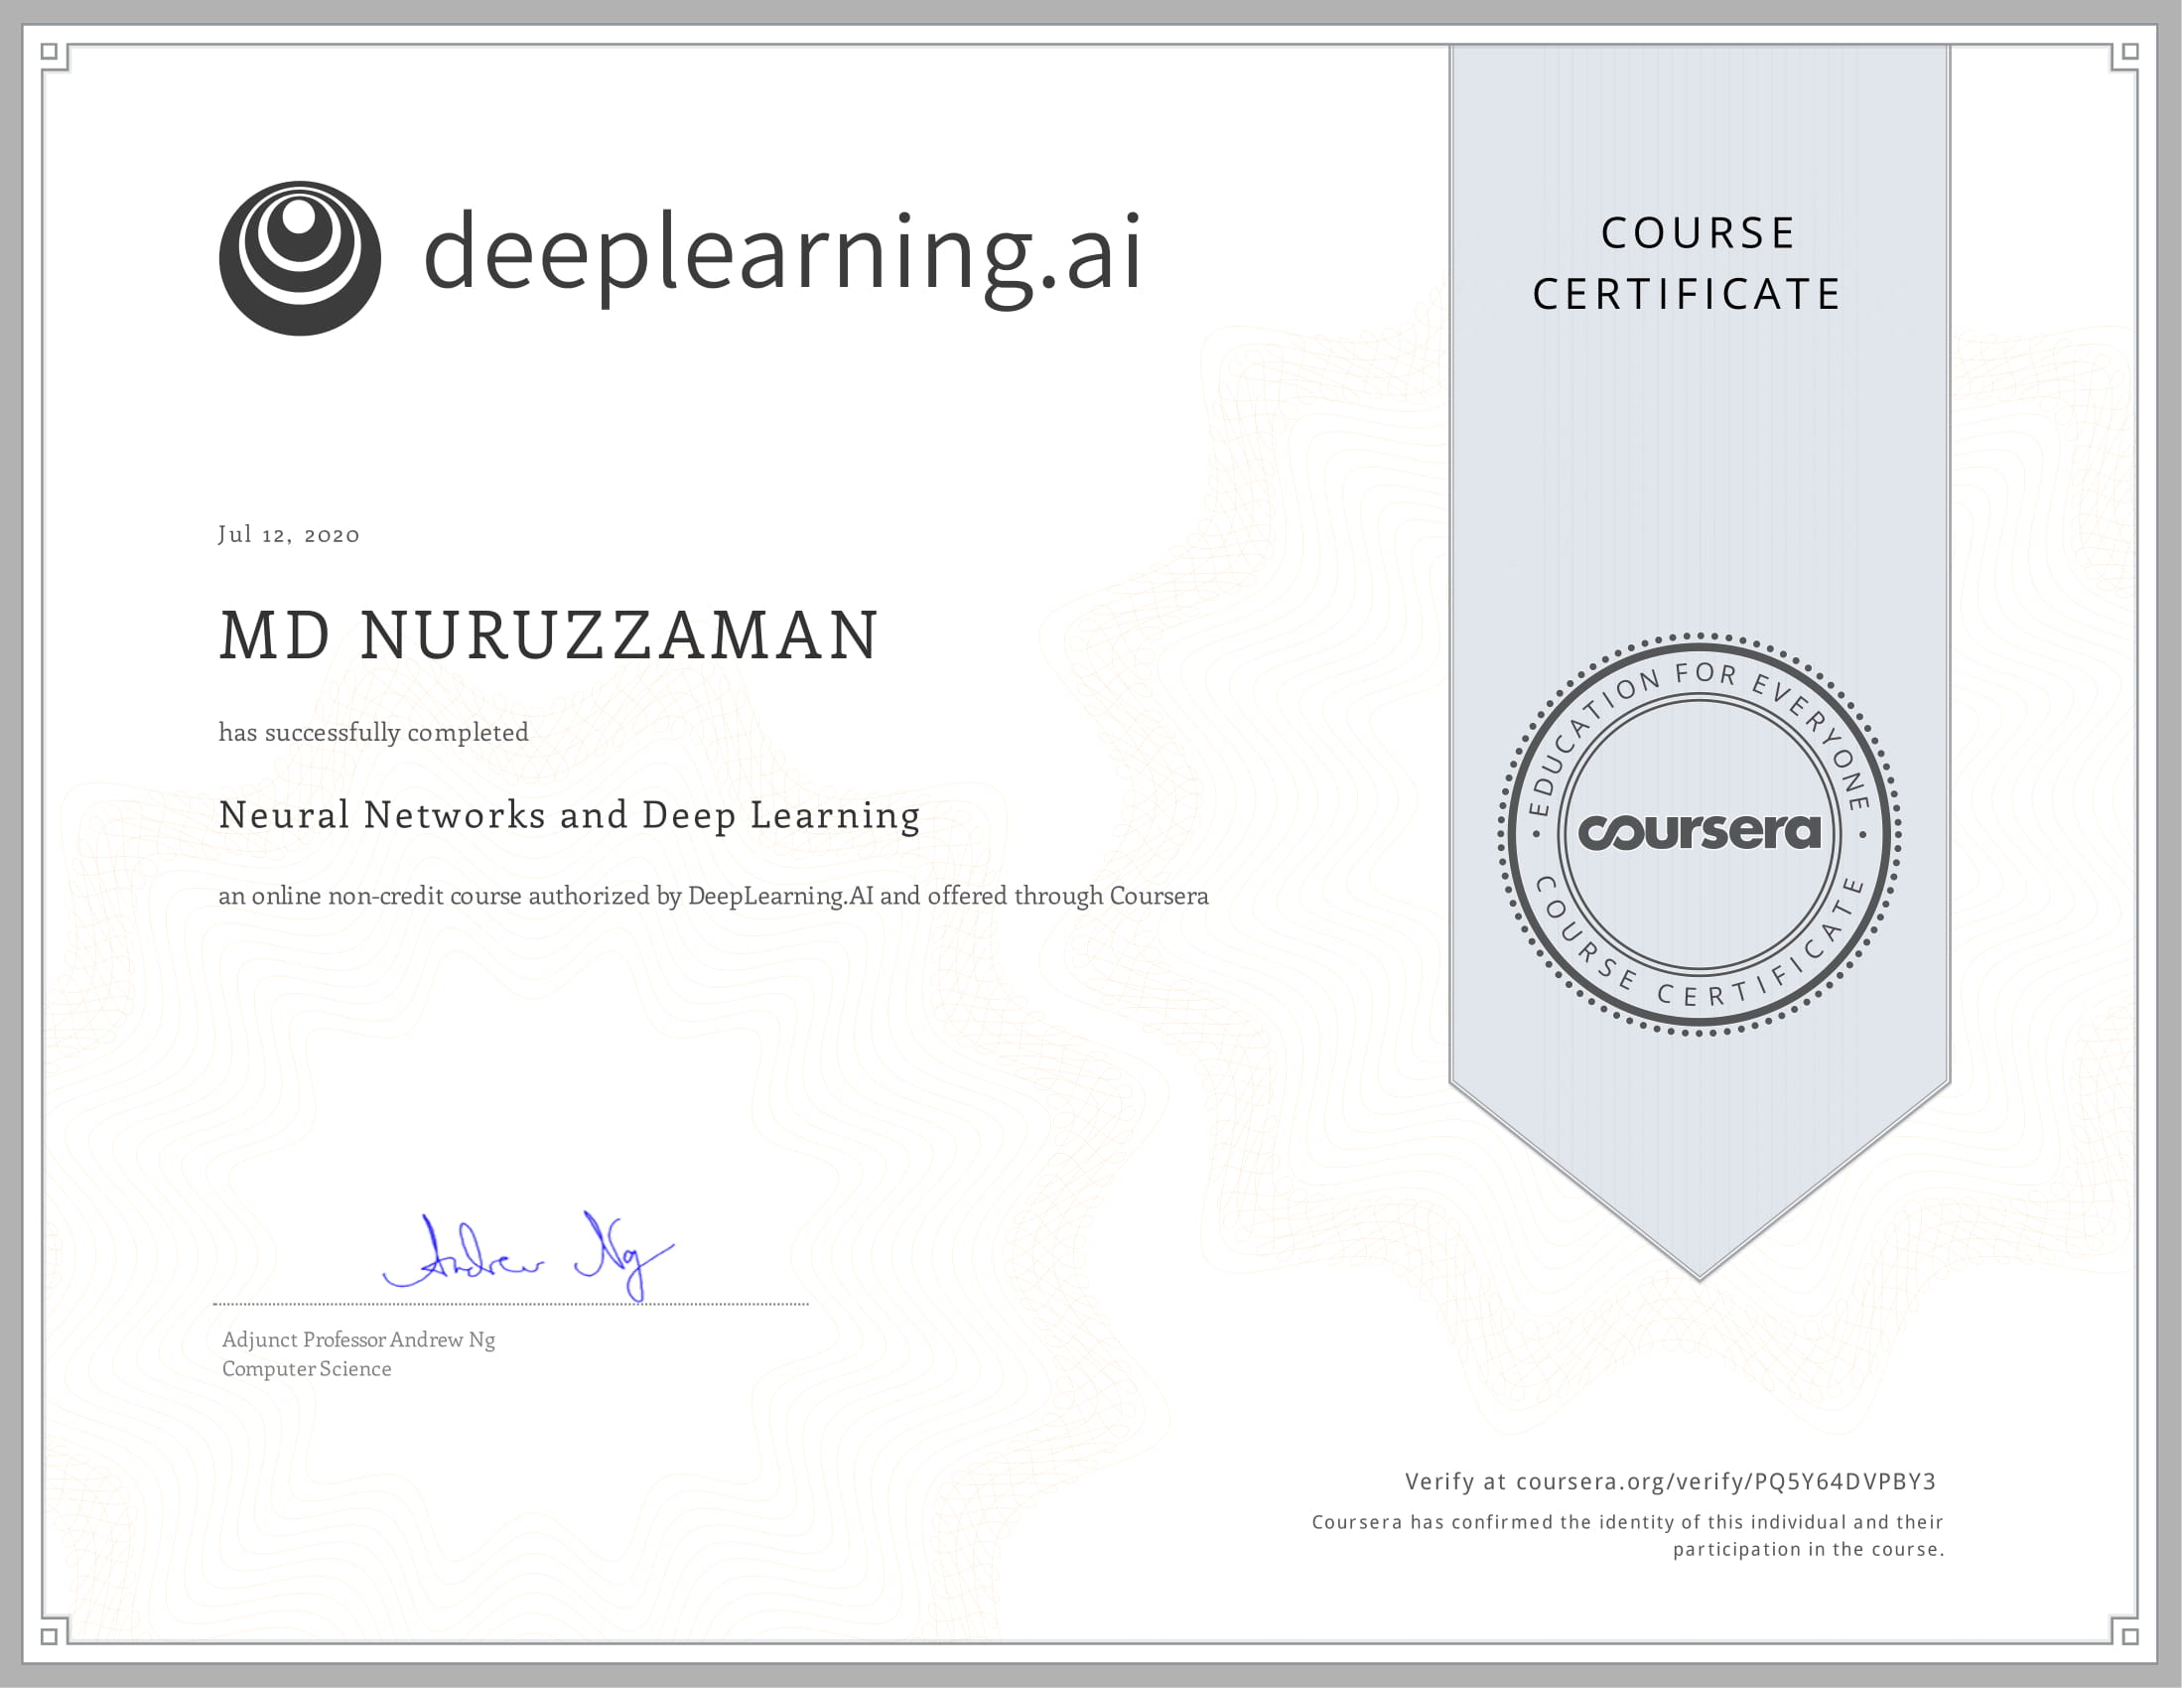 deeplearning.ai
COURSE
CERTIFICATE
Jul 12, 2020
MD NURUZZAMAN
has successfully completed
Neural Networks and Deep Learning
an online non-credit course authorized by DeepLearning.AI and offered through Coursera
EDUCATION FOR EVERYONE
coursera
COURSE CERTIFICATE
Andrew Ng
Adjunct Professor Andrew Ng
Computer Science
Verify at coursera.org/verify/PQ5Y64DVPBY3
Coursera has confirmed the identity of this individual and their
participation in the course.